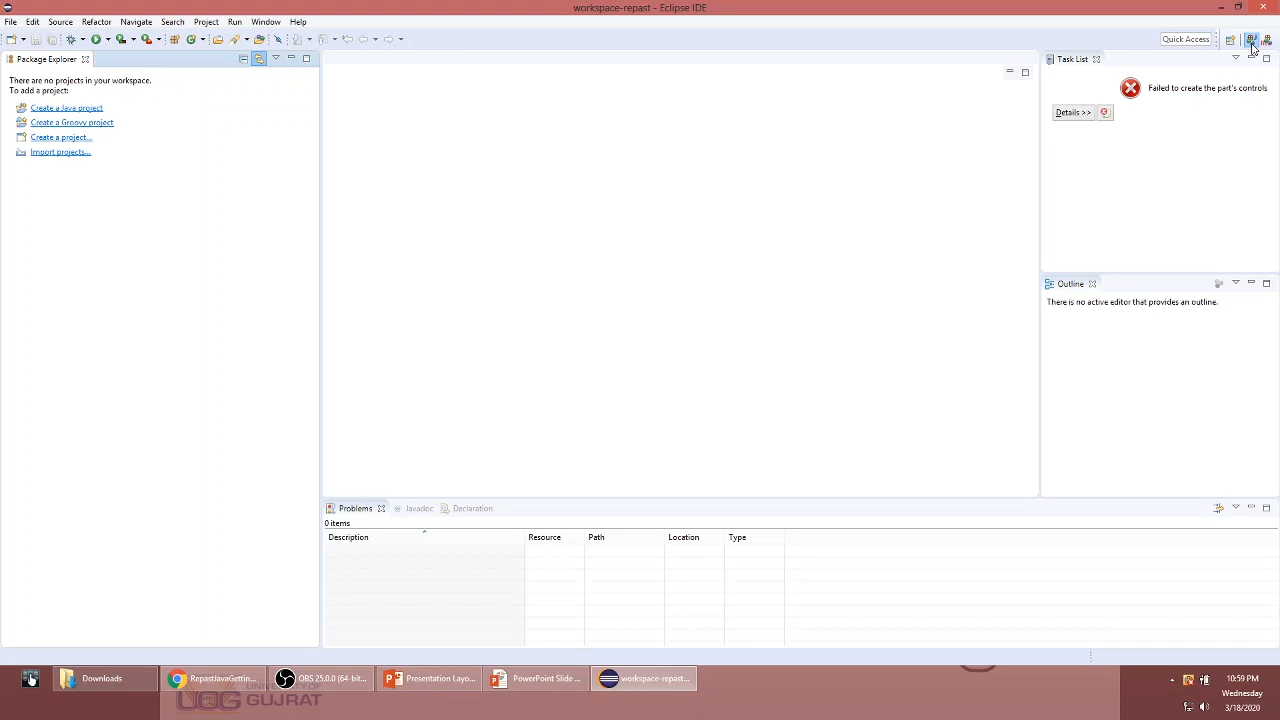 workspace-repast - Eclipse IDE
File Edit Source Refactor Navigate Search Project Run Window Help
Quick Access
Package Explorer
There are no projects in your workspace.
To add a project:
Create a Java project
Create a Groovy project
Create a project...
Import projects...
Task List
Failed to create the part's controls
Details >>
Outline
There is no active editor that provides an outline.
Problems Javadoc Declaration
0 items
Description Resource Path Location Type
Downloads RepastJavaGettin... OBS 25.0.0 (64-bit... Presentation Layo... PowerPoint Slide ... workspace-repast...
UNIVERSITY OF
GUJRAT
10:59 PM
Wednesday
3/18/2020